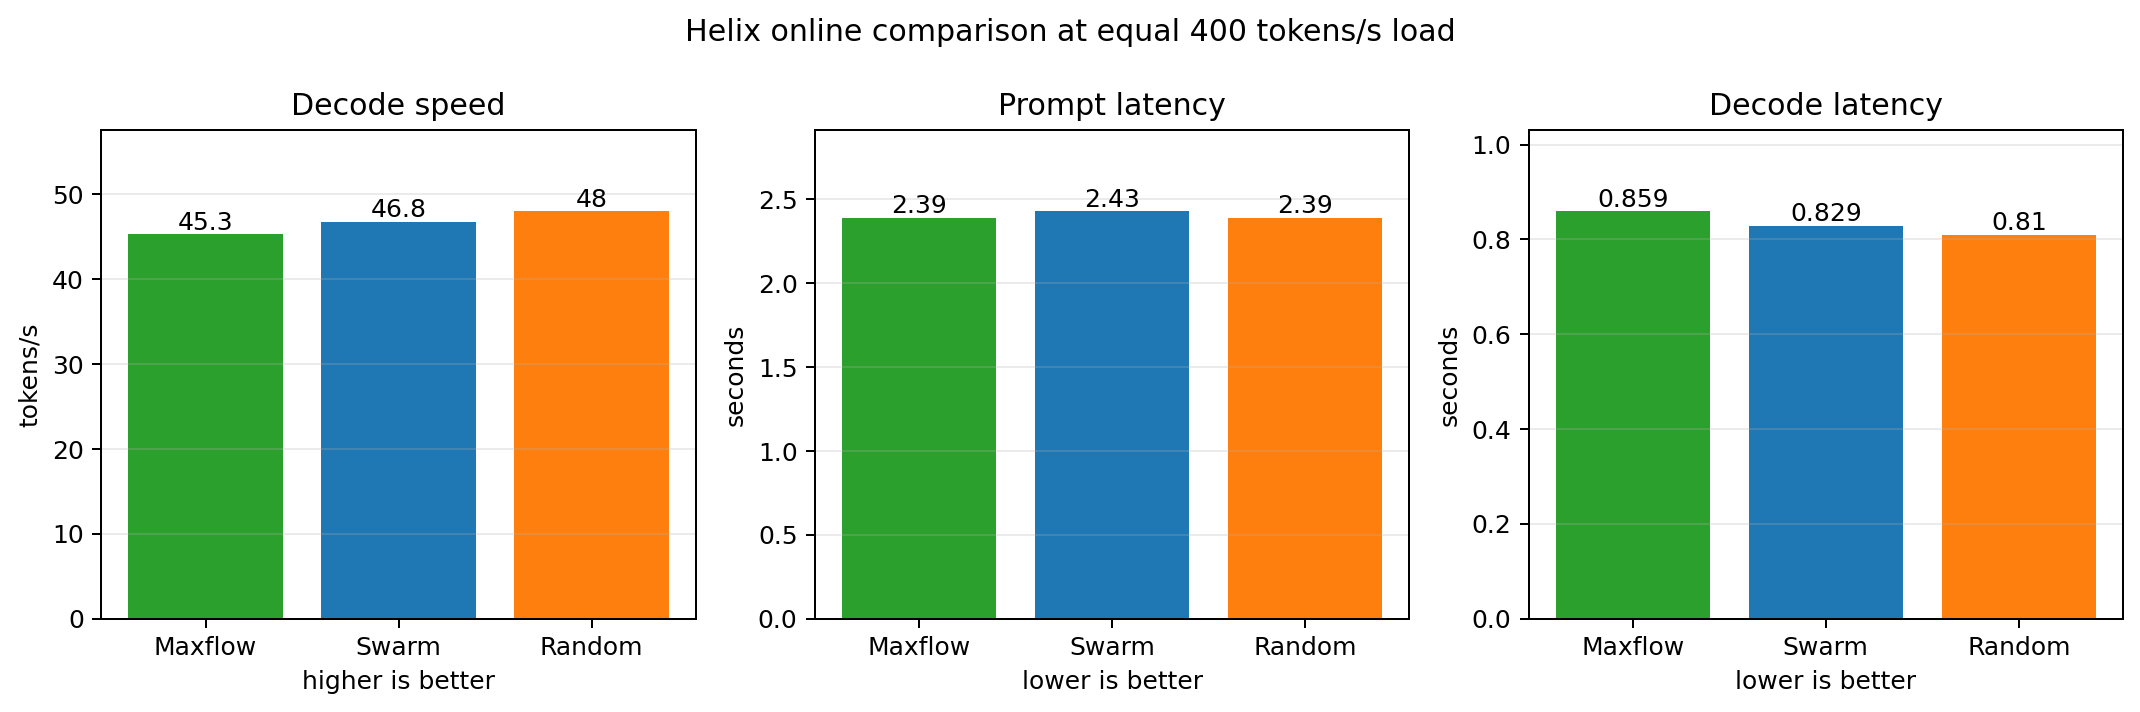 Helix online comparison at equal 400 tokens/s load
Decode speed
tokens/s
50
40
30
20
10
0
45.3
46.8
48
Maxflow
Swarm
Random
higher is better
Prompt latency
seconds
2.5
2.0
1.5
1.0
0.5
0.0
2.39
2.43
2.39
Maxflow
Swarm
Random
lower is better
Decode latency
seconds
1.0
0.8
0.6
0.4
0.2
0.0
0.859
0.829
0.81
Maxflow
Swarm
Random
lower is better